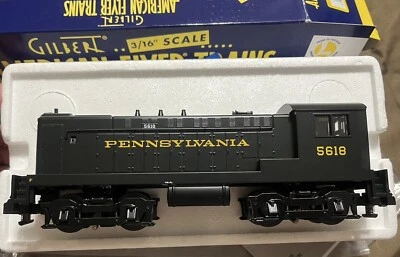 AMERICAN FLYER TRAINS
GILBERT
GILBERT
3/16" SCALE
AMERICAN FLYER TRAINS
5618
PENNSYLVANIA
5618